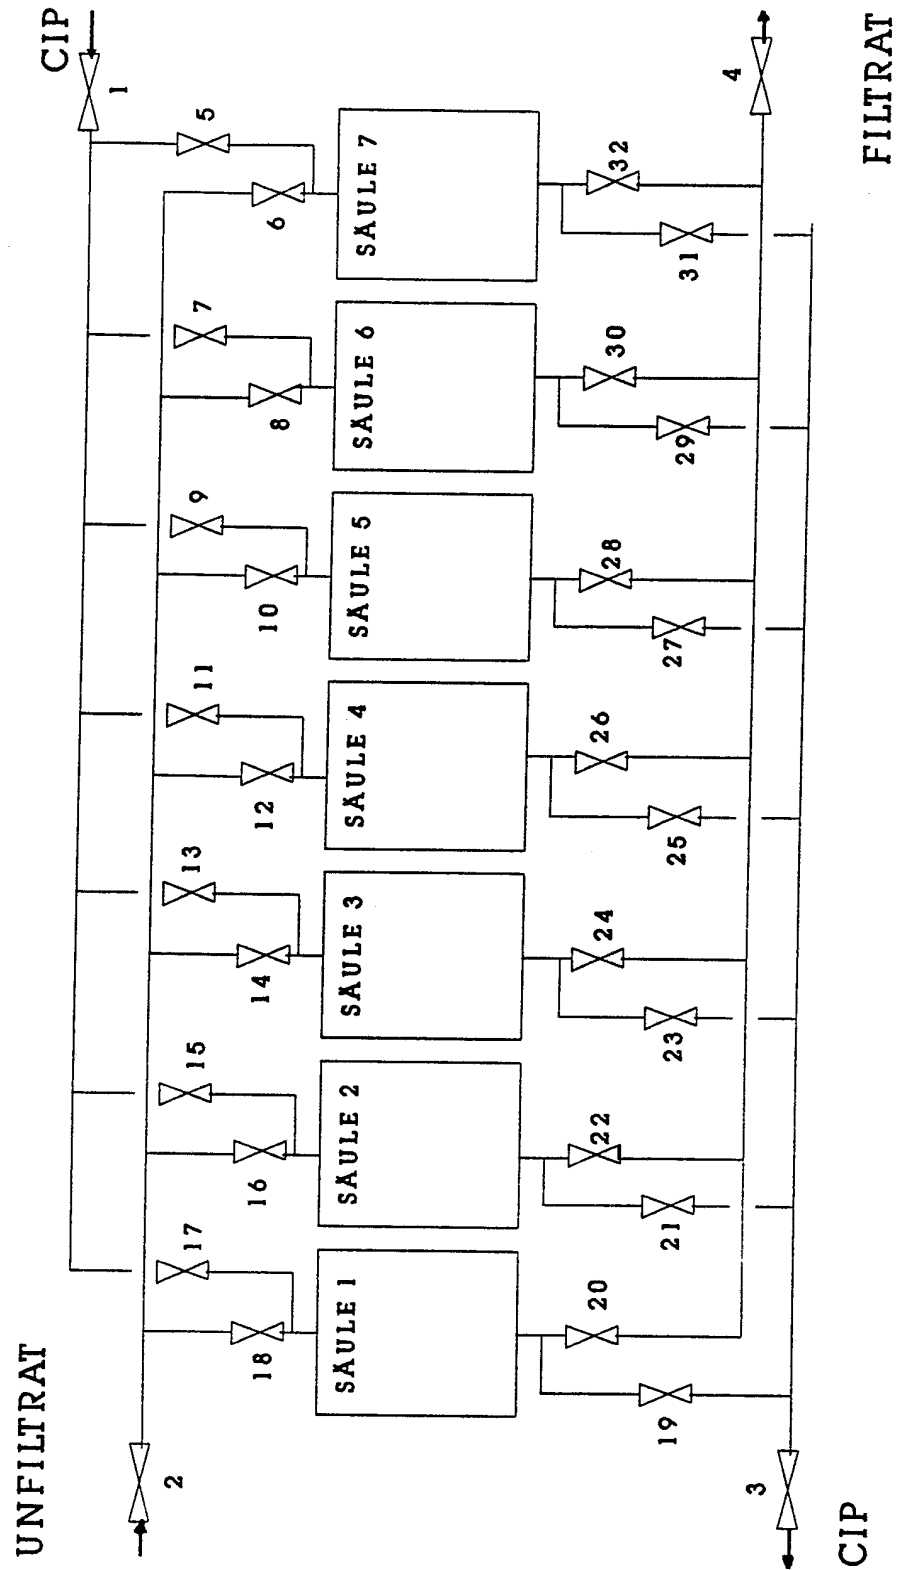 UNFILTRAT
CIP
2
1
18
17
16
15
14
13
12
11
10
9
8
7
6
5
SÄULE 1
SÄULE 2
SÄULE 3
SÄULE 4
SÄULE 5
SÄULE 6
SÄULE 7
20
22
24
26
28
30
32
19
21
23
25
27
29
31
3
4
CIP
FILTRAT